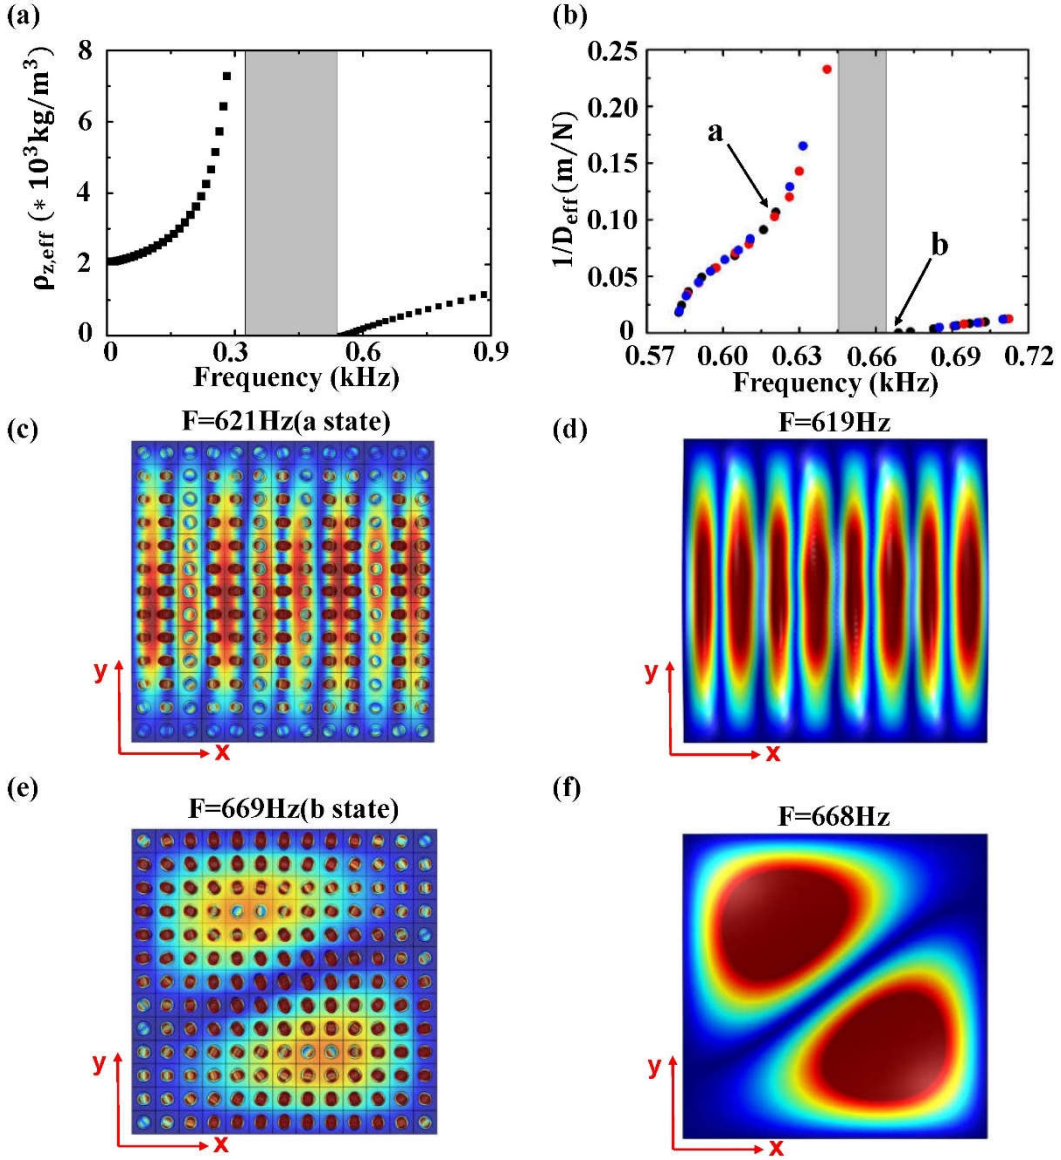 (a)
ρz,eff (* 10³kg/m³)
8
6
4
2
0
0
0.3
0.6
0.9
Frequency (kHz)
(b)
1/Deff(m/N)
0.25
0.20
0.15
0.10
0.05
0
0.57
0.60
0.63
0.66
0.69
0.72
a
b
Frequency (kHz)
(c)
F=621Hz(a state)
y
x
(d)
F=619Hz
y
x
(e)
F=669Hz(b state)
y
x
(f)
F=668Hz
y
x